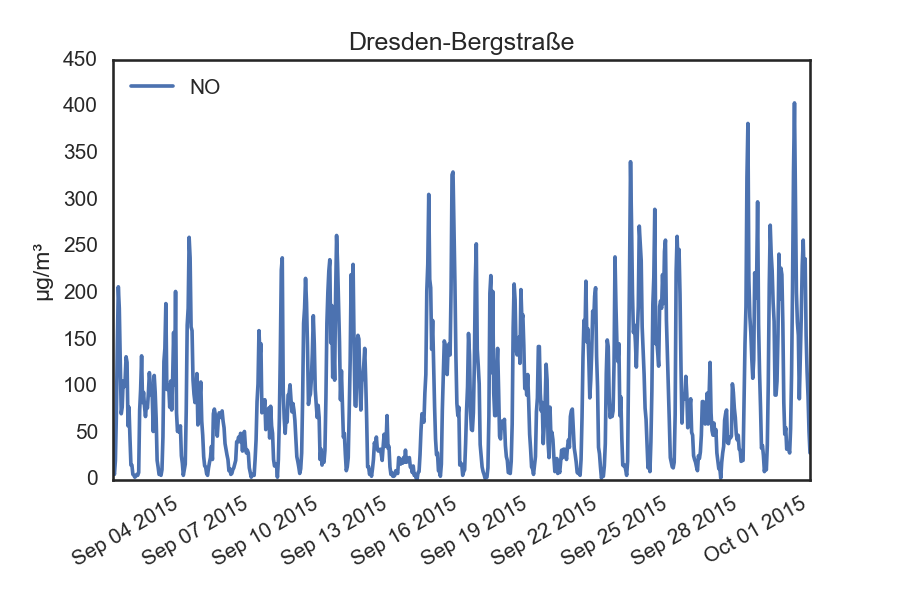 Dresden-Bergstraße
NO
µg/m³
450
400
350
300
250
200
150
100
50
0
Sep 04 2015
Sep 07 2015
Sep 10 2015
Sep 13 2015
Sep 16 2015
Sep 19 2015
Sep 22 2015
Sep 25 2015
Sep 28 2015
Oct 01 2015